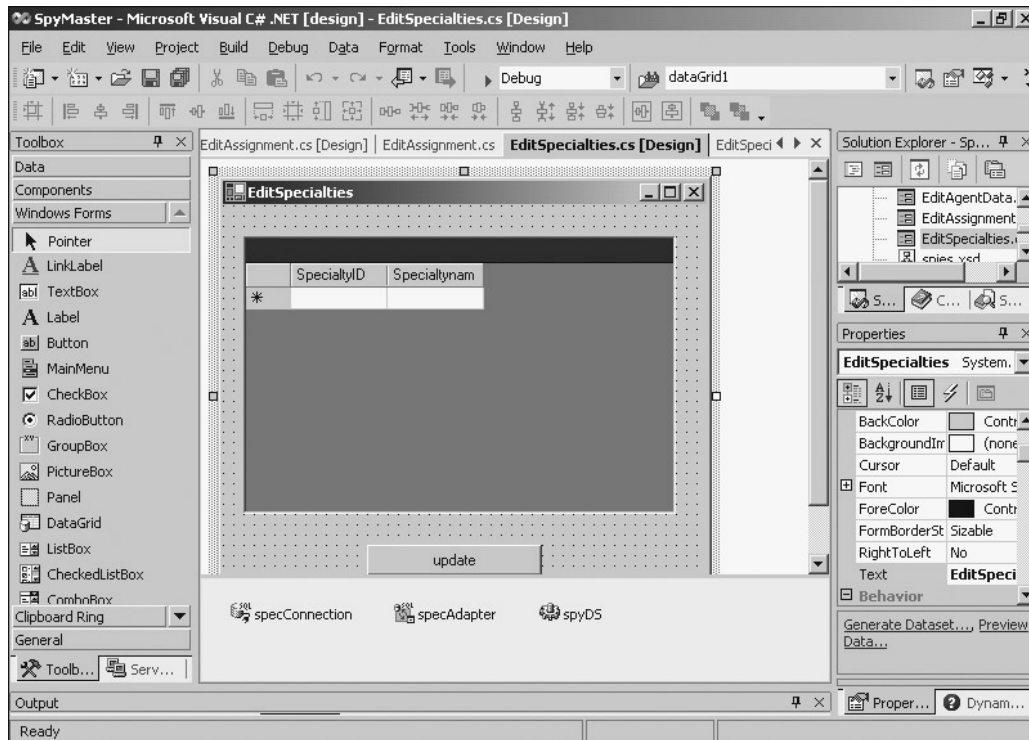 SpyMaster - Microsoft Visual C# .NET [design] - EditSpecialties.cs [Design]
File Edit View Project Build Debug Data Format Tools Window Help
Debug dataGrid1
Toolbox
Data
Components
Windows Forms
Pointer
LinkLabel
TextBox
Label
Button
MainMenu
CheckBox
RadioButton
GroupBox
PictureBox
Panel
DataGrid
ListBox
CheckedListBox
ComboBox
Clipboard Ring
General
Toolb... Serv...
EditAssignment.cs [Design] EditAssignment.cs EditSpecialties.cs [Design] EditSpeci
EditSpecialties
SpecialtyID Specialtynam
update
specConnection specAdapter spyDS
Solution Explorer - Sp...
EditAgentData.
EditAssignment
EditSpecialties.
spies.xsd
S... C... S...
Properties
EditSpecialties System.
BackColor Contr
BackgroundIm (none
Cursor Default
Font Microsoft S
ForeColor Contr
FormBorderSt Sizable
RightToLeft No
Text EditSpeci
Behavior
Generate Dataset..., Preview
Data...
Output
Proper... Dynam...
Ready